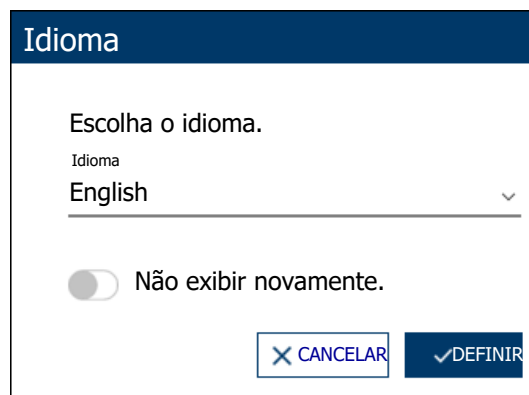 Idioma
Escolha o idioma.
Idioma
English
Não exibir novamente.
CANCELAR DEFINIR